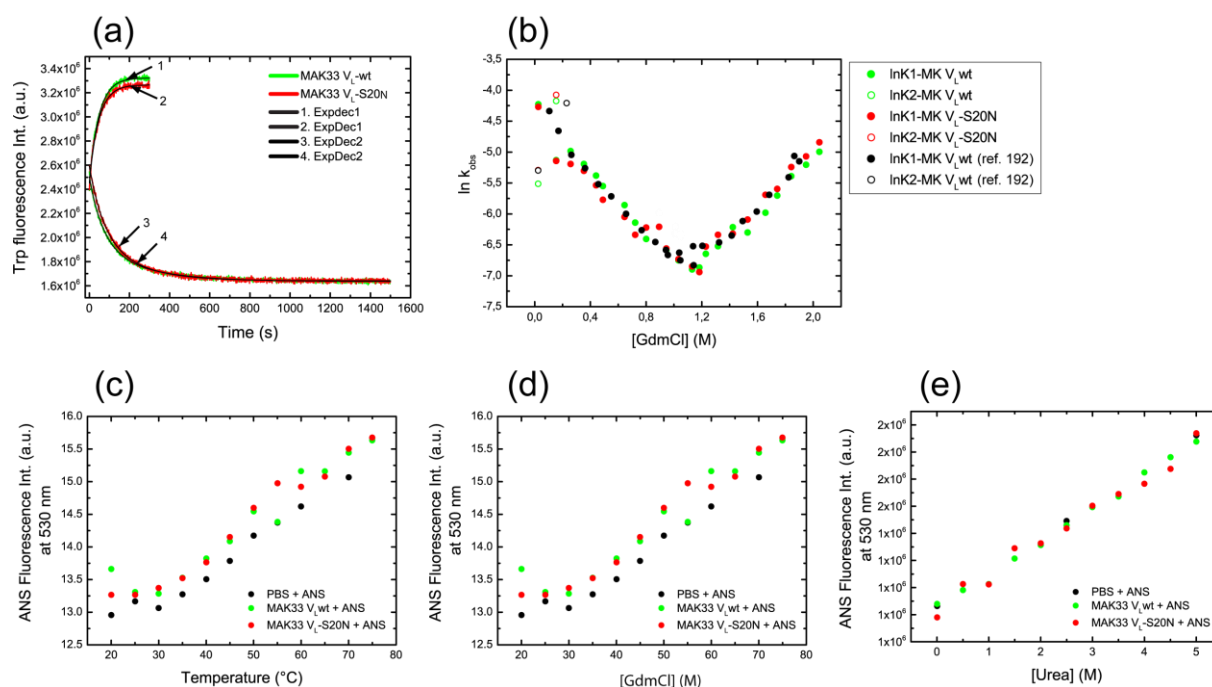 (a)
Trp fluorescence Int. (a.u.)
3.4x10⁶
3.2x10⁶
3.0x10⁶
2.8x10⁶
2.6x10⁶
2.4x10⁶
2.2x10⁶
2.0x10⁶
1.8x10⁶
1.6x10⁶
1
2
3
4
MAK33 V_L-wt
MAK33 V_L-S20N
1. Expdec1
2. ExpDec1
3. ExpDec2
4. ExpDec2
0 200 400 600 800 1000 1200 1400 1600
Time (s)
(b)
ln k_obs
-3,5
-4,0
-4,5
-5,0
-5,5
-6,0
-6,5
-7,0
-7,5
0,0 0,4 0,8 1,2 1,6 2,0
[GdmCl] (M)
lnK1-MK V_Lwt
lnK2-MK V_Lwt
lnK1-MK V_L-S20N
lnK2-MK V_L-S20N
lnK1-MK V_Lwt (ref. 192)
lnK2-MK V_Lwt (ref. 192)
(c)
ANS Fluorescence Int. (a.u.)
at 530 nm
16.0
15.5
15.0
14.5
14.0
13.5
13.0
12.5
PBS + ANS
MAK33 V_Lwt + ANS
MAK33 V_L-S20N + ANS
20 30 40 50 60 70 80
Temperature (°C)
(d)
ANS Fluorescence Int. (a.u.)
at 530 nm
16.0
15.5
15.0
14.5
14.0
13.5
13.0
12.5
PBS + ANS
MAK33 V_Lwt + ANS
MAK33 V_L-S20N + ANS
20 30 40 50 60 70 80
[GdmCl] (M)
(e)
ANS Fluorescence Int. (a.u.)
at 530 nm
2x10⁶
2x10⁶
2x10⁶
2x10⁶
1x10⁶
1x10⁶
1x10⁶
1x10⁶
1x10⁶
PBS + ANS
MAK33 V_Lwt + ANS
MAK33 V_L-S20N + ANS
0 1 2 3 4 5
[Urea] (M)